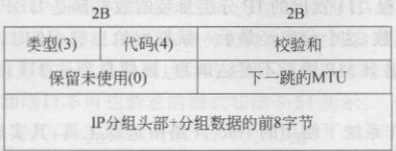 2B 2B
类型(3) 代码(4) 校验和
保留未使用(0) 下一跳的MTU
IP分组头部+分组数据的前8字节